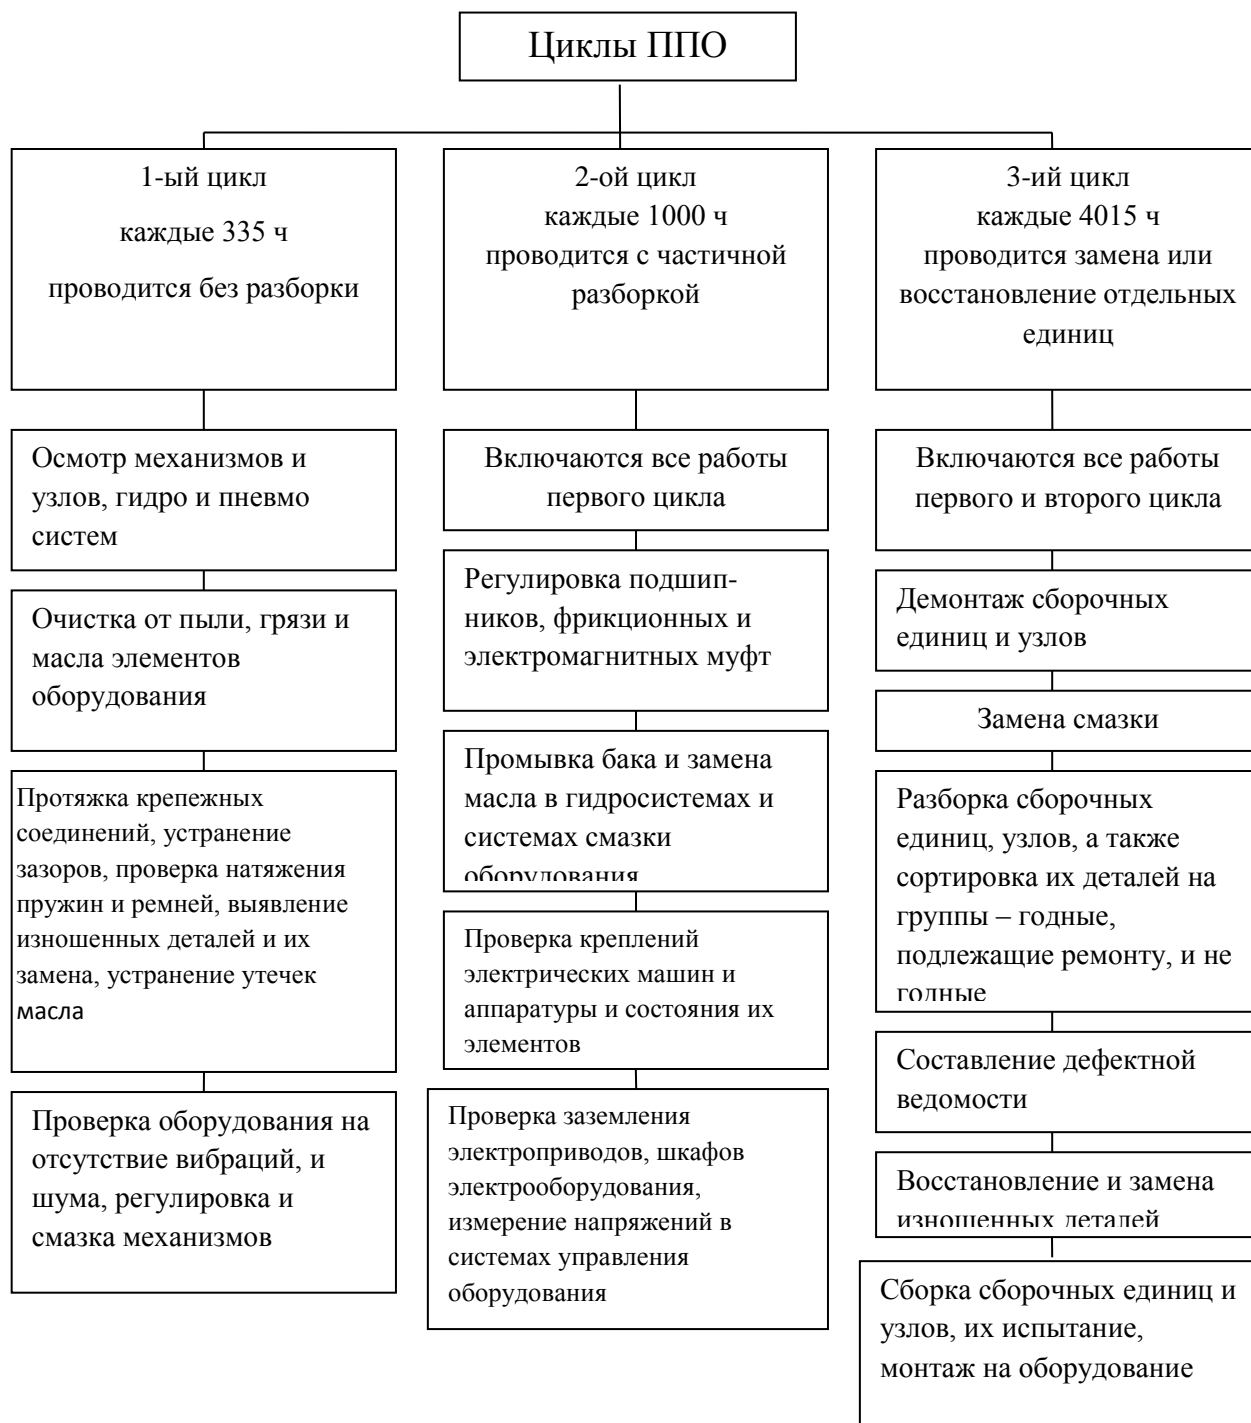 Циклы ППО
1-ый цикл
каждые 335 ч
проводится без разборки
Осмотр механизмов и
узлов, гидро и пневмо
систем
Очистка от пыли, грязи и
масла элементов
оборудования
Протяжка крепежных
соединений, устранение
зазоров, проверка натяжения
пружин и ремней, выявление
изношенных деталей и их
замена, устранение утечек
масла
Проверка оборудования на
отсутствие вибраций, и
шума, регулировка и
смазка механизмов
2-ой цикл
каждые 1000 ч
проводится с частичной
разборкой
Включаются все работы
первого цикла
Регулировка подшип-
ников, фрикционных и
электромагнитных муфт
Промывка бака и замена
масла в гидросистемах и
системах смазки
оборудования
Проверка креплений
электрических машин и
аппаратуры и состояния их
элементов
Проверка заземления
электроприводов, шкафов
электрооборудования,
измерение напряжений в
системах управления
оборудования
3-ий цикл
каждые 4015 ч
проводится замена или
восстановление отдельных
единиц
Включаются все работы
первого и второго цикла
Демонтаж сборочных
единиц и узлов
Замена смазки
Разборка сборочных
единиц, узлов, а также
сортировка их деталей на
группы – годные,
подлежащие ремонту, и не
годные
Составление дефектной
ведомости
Восстановление и замена
изношенных деталей
Сборка сборочных единиц и
узлов, их испытание,
монтаж на оборудование